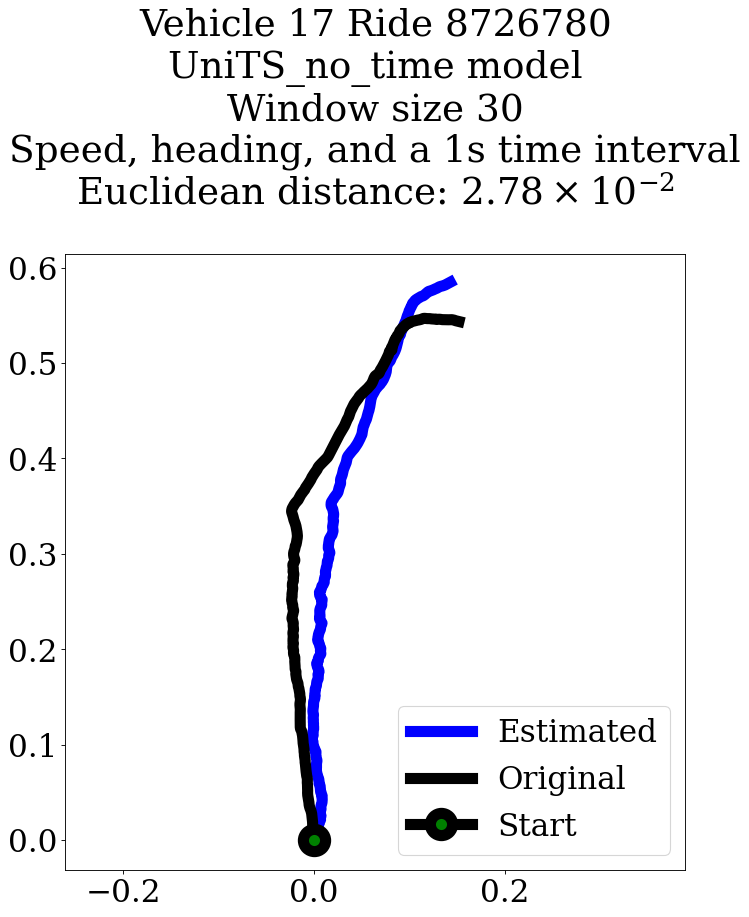 Vehicle 17 Ride 8726780
UniTS_no_time model
Window size 30
Speed, heading, and a 1s time interval
Euclidean distance: 2.78 × 10⁻²
0.6
0.5
0.4
0.3
0.2
0.1
0.0
−0.2 0.0 0.2
Estimated
Original
Start